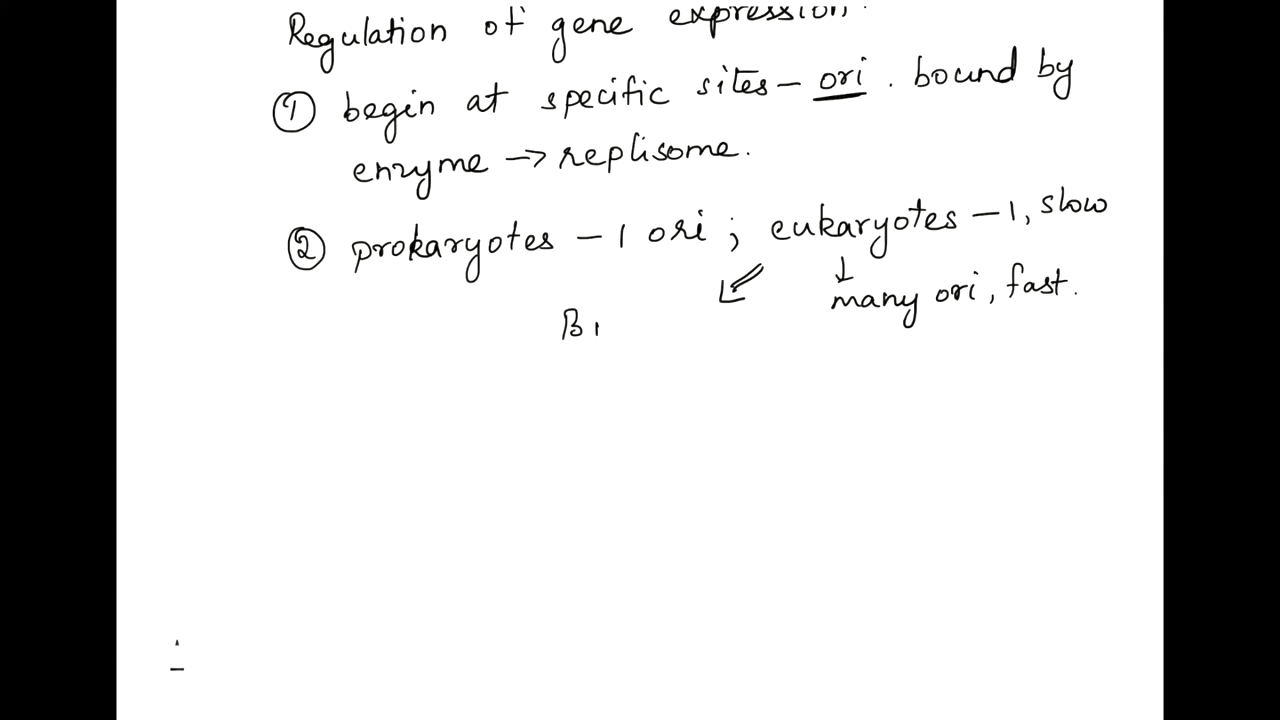 Regulation of gene expression.
① begin at specific sites - ori . bound by
enzyme → replisome.
② prokaryotes - 1 ori ; eukaryotes - 1, slow
↓
many ori, fast.